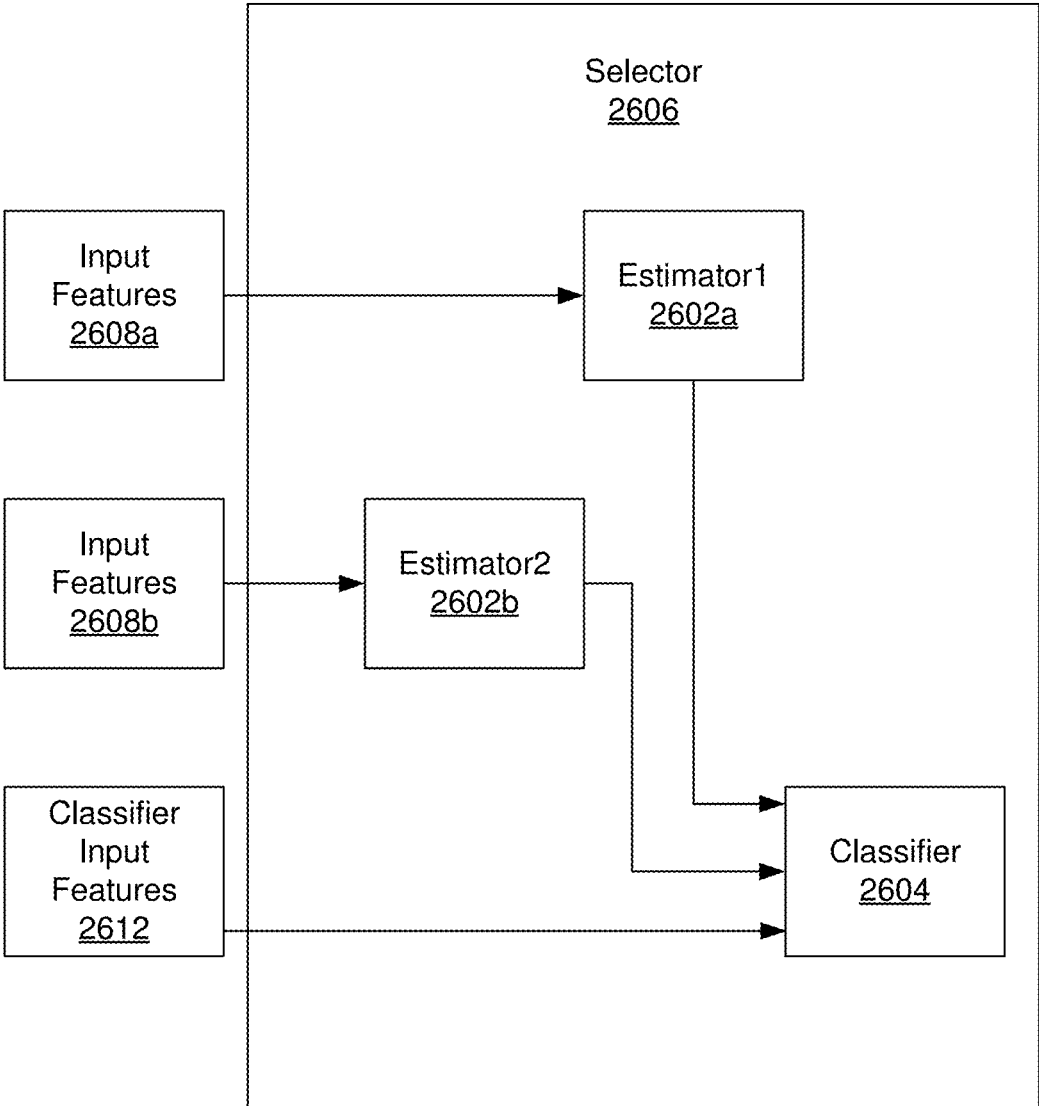 Selector
2606
Input
Features
2608a
Estimator1
2602a
Input
Features
2608b
Estimator2
2602b
Classifier
Input
Features
2612
Classifier
2604